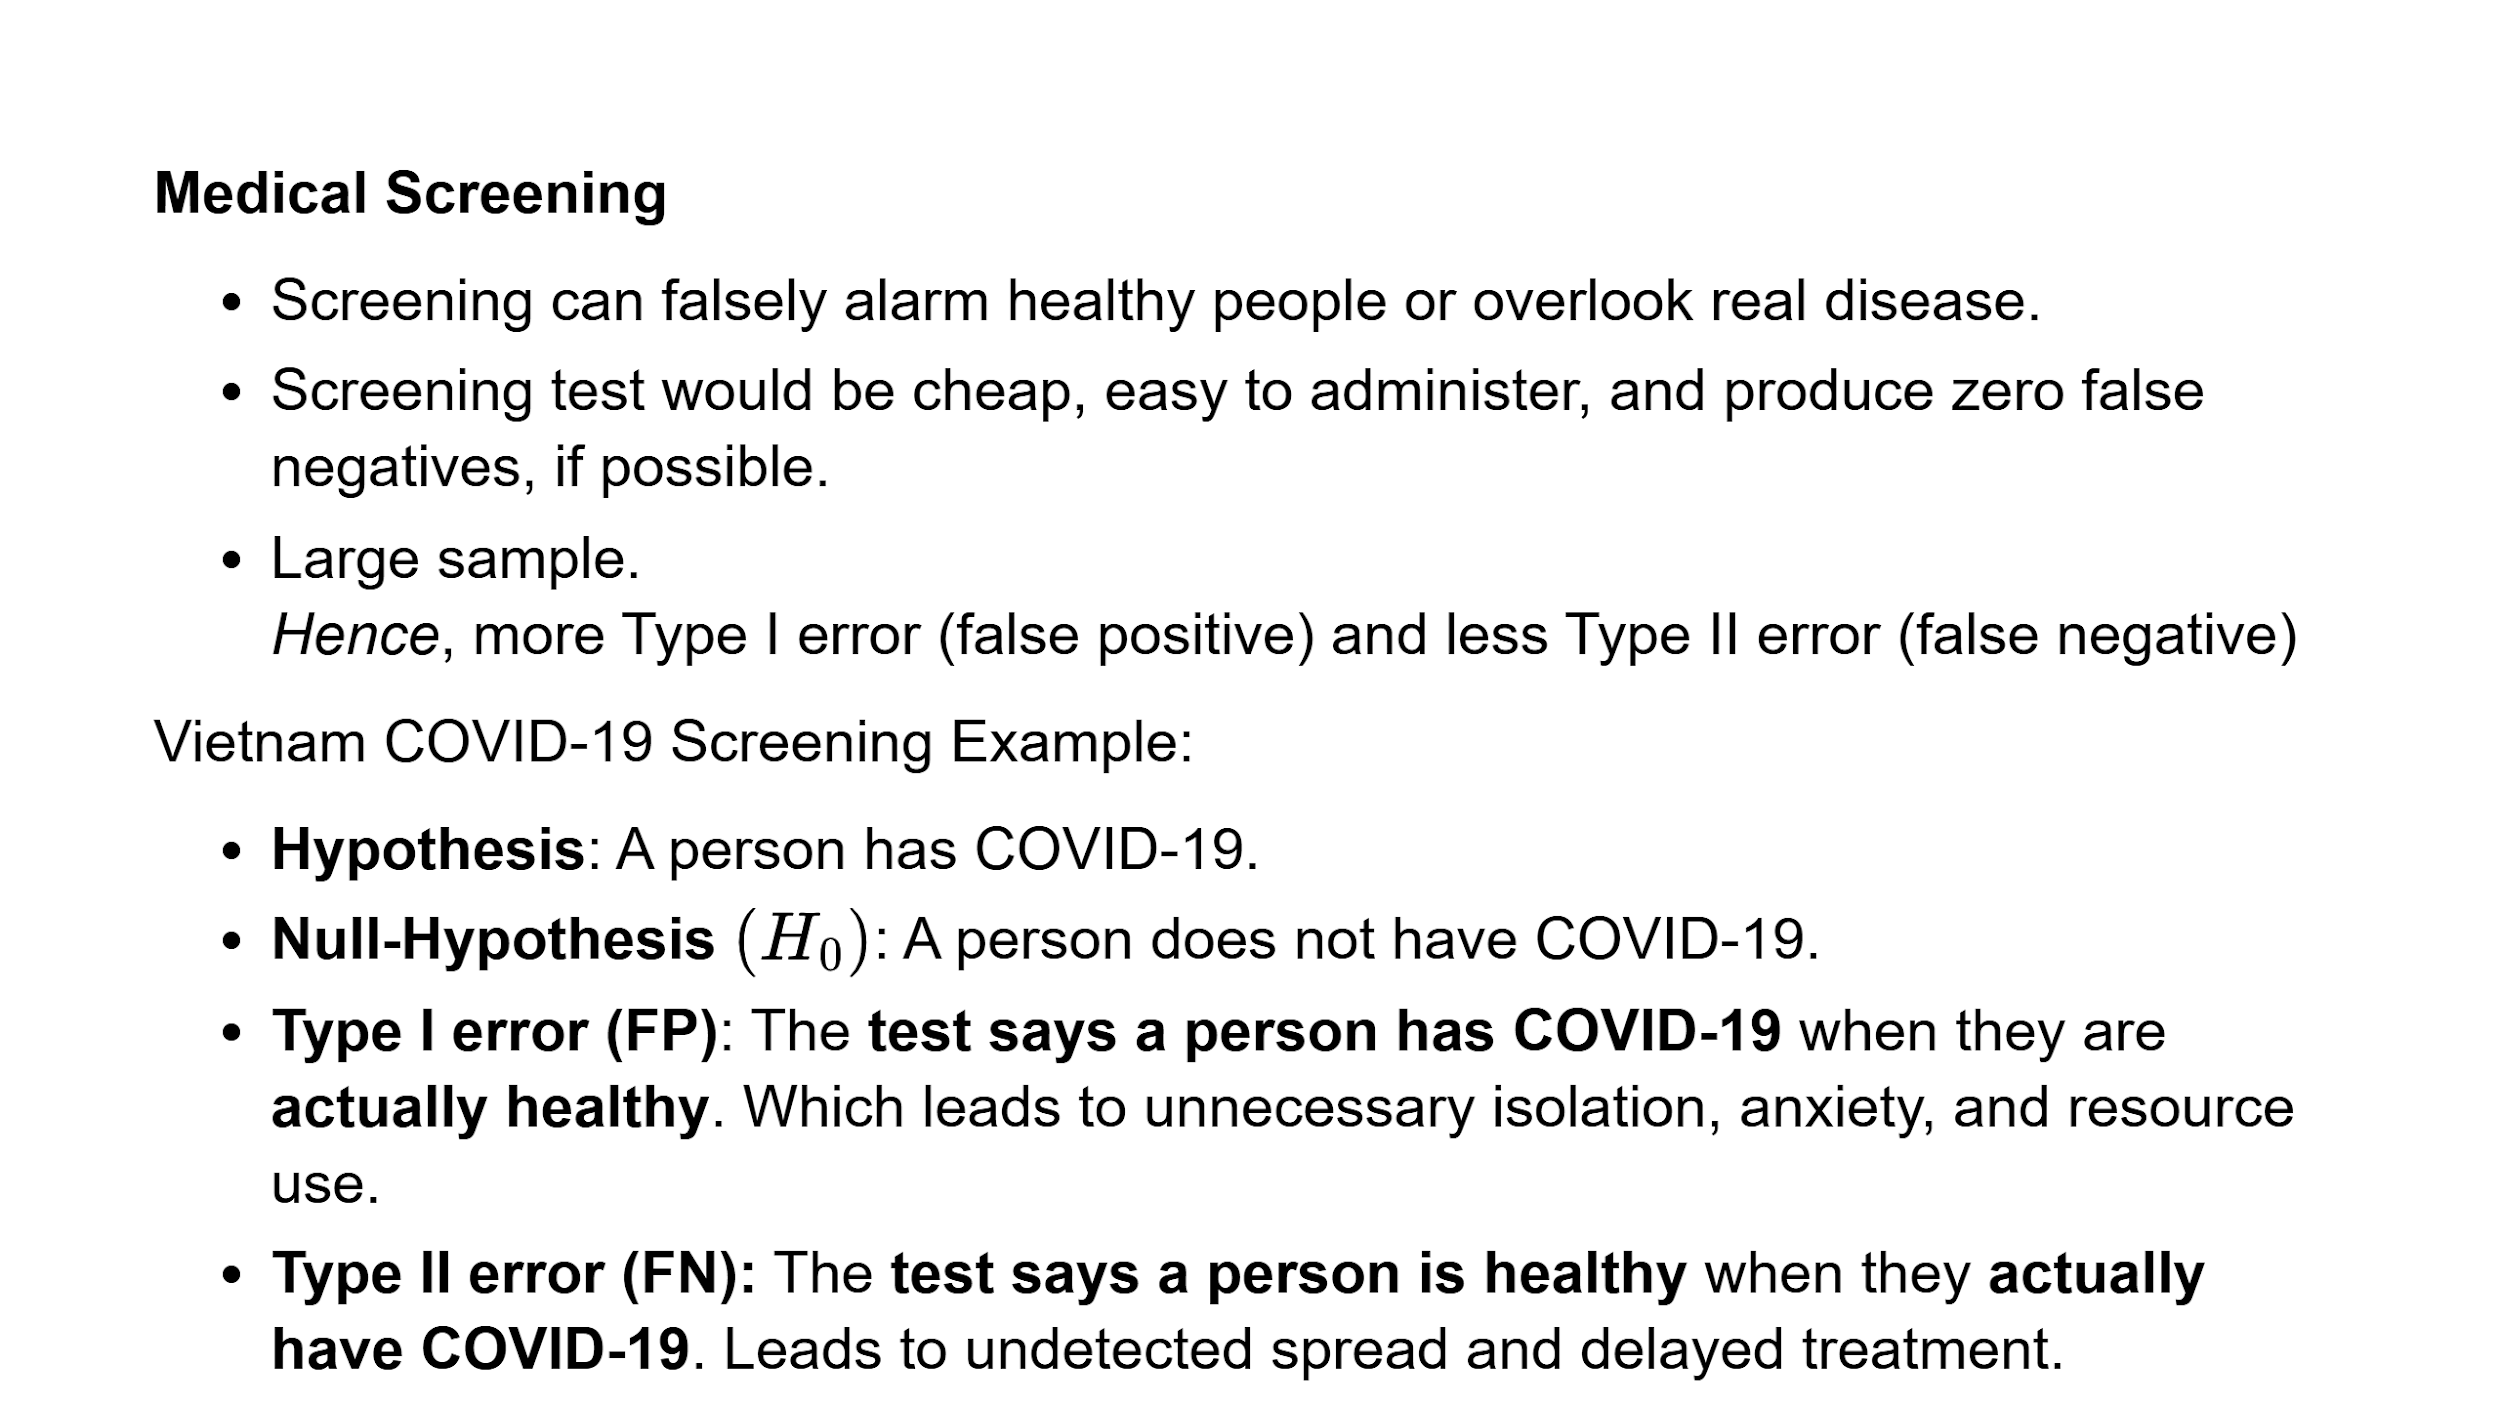 Medical Screening
• Screening can falsely alarm healthy people or overlook real disease.
• Screening test would be cheap, easy to administer, and produce zero false
negatives, if possible.
• Large sample.
Hence, more Type I error (false positive) and less Type II error (false negative)
Vietnam COVID-19 Screening Example:
• Hypothesis: A person has COVID-19.
• Null-Hypothesis (H₀): A person does not have COVID-19.
• Type I error (FP): The test says a person has COVID-19 when they are
actually healthy. Which leads to unnecessary isolation, anxiety, and resource
use.
• Type II error (FN): The test says a person is healthy when they actually
have COVID-19. Leads to undetected spread and delayed treatment.